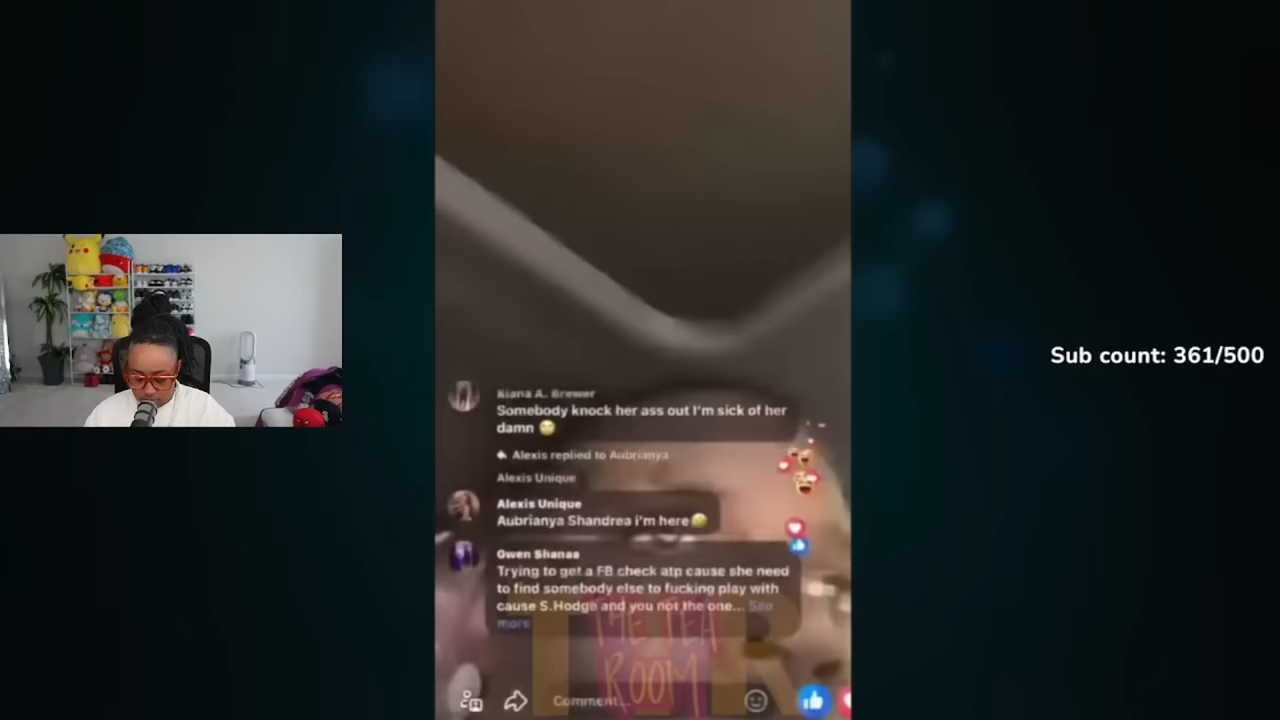 Kiana A. Brewer
Somebody knock her ass out I'm sick of her
damn
Alexis replied to Aubrianya
Alexis Unique
Alexis Unique
Aubrianya Shandrea i'm here
Gwen Shanaa
Trying to get a FB check atp cause she need
to find somebody else to fucking play with
cause S.Hodge and you not the one... See
more
THE TEA
ROOM
Comment...
Sub count: 361/500